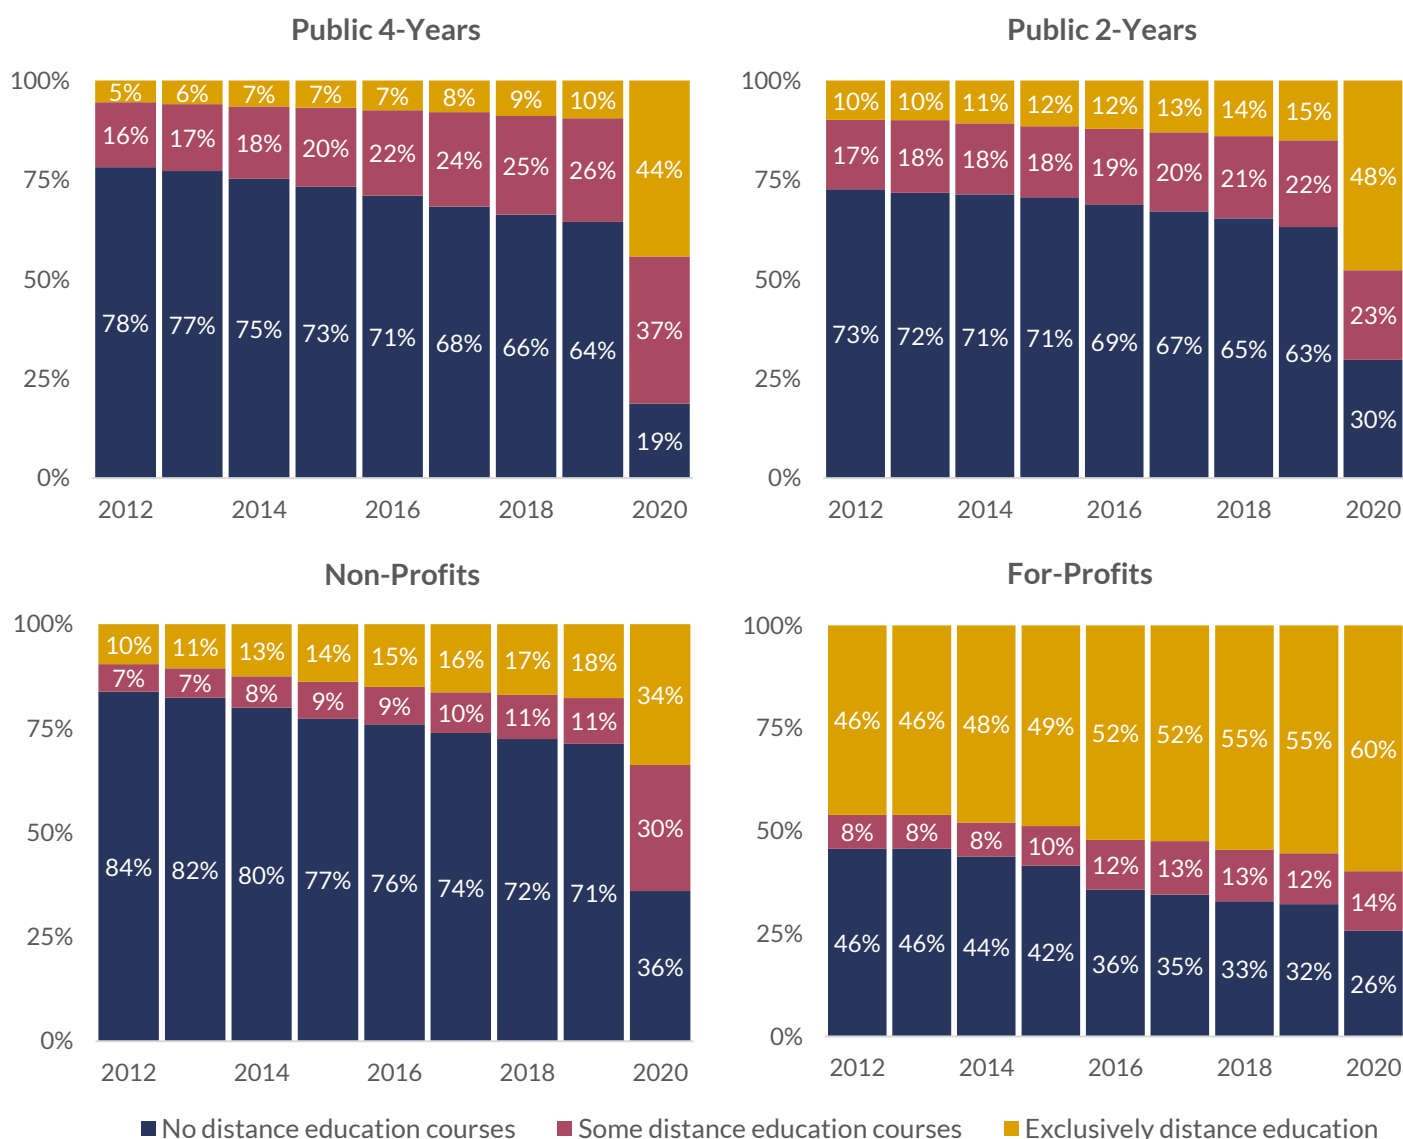 Public 4-Years
100%
75%
50%
25%
0%
5% 6% 7% 7% 7% 8% 9% 10% 44%
16% 17% 18% 20% 22% 24% 25% 26% 37%
78% 77% 75% 73% 71% 68% 66% 64% 19%
2012 2014 2016 2018 2020
Public 2-Years
100%
75%
50%
25%
0%
10% 10% 11% 12% 12% 13% 14% 15% 48%
17% 18% 18% 18% 19% 20% 21% 22% 23%
73% 72% 71% 71% 69% 67% 65% 63% 30%
2012 2014 2016 2018 2020
Non-Profits
100%
75%
50%
25%
0%
10% 11% 13% 14% 15% 16% 17% 18% 34%
7% 7% 8% 9% 9% 10% 11% 11% 30%
84% 82% 80% 77% 76% 74% 72% 71% 36%
2012 2014 2016 2018 2020
For-Profits
100%
75%
50%
25%
0%
46% 46% 48% 49% 52% 52% 55% 55% 60%
8% 8% 8% 10% 12% 13% 13% 12% 14%
46% 46% 44% 42% 36% 35% 33% 32% 26%
2012 2014 2016 2018 2020
No distance education courses Some distance education courses Exclusively distance education